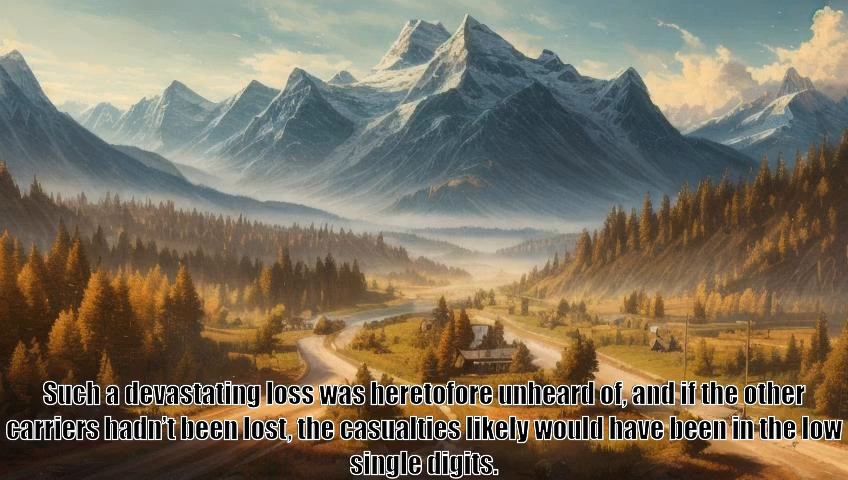 Such a devastating loss was heretofore unheard of, and if the other
carriers hadn't been lost, the casualties likely would have been in the low
single digits.